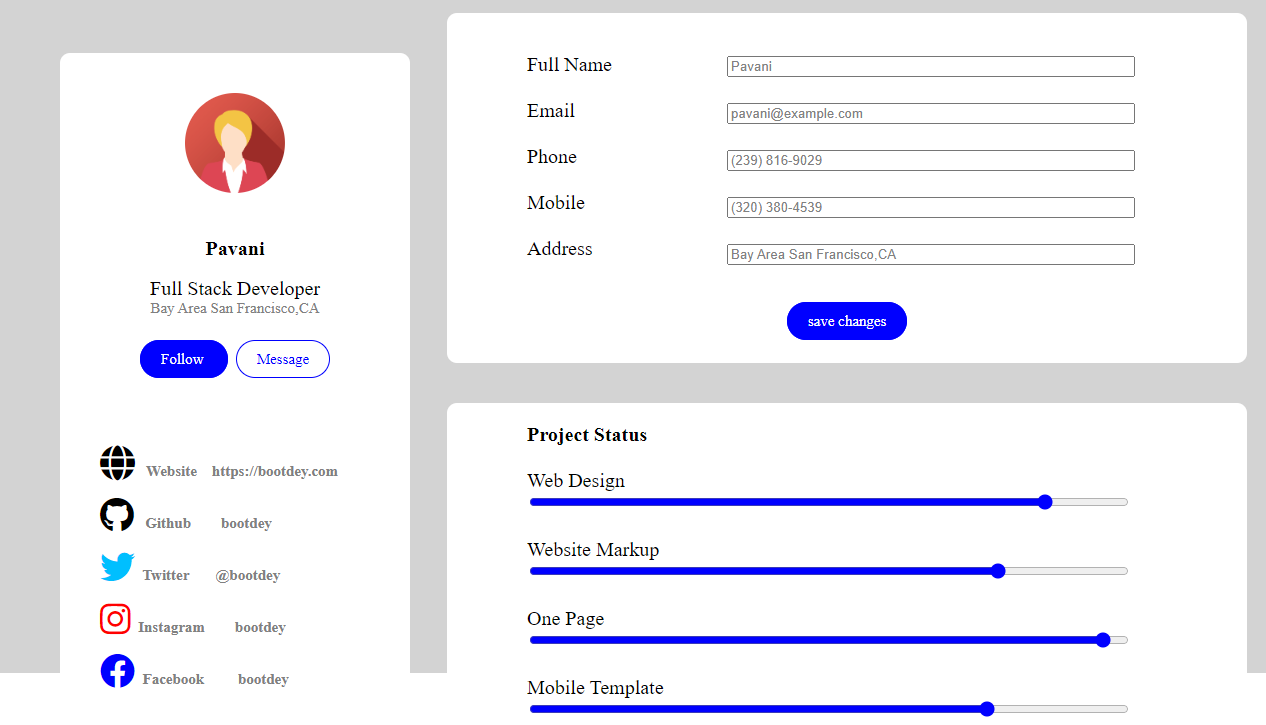 Pavani
Full Stack Developer
Bay Area San Francisco,CA
Follow Message
Website https://bootdey.com
Github bootdey
Twitter @bootdey
Instagram bootdey
Facebook bootdey
Full Name Pavani
Email pavani@example.com
Phone (239) 816-9029
Mobile (320) 380-4539
Address Bay Area San Francisco,CA
save changes
Project Status
Web Design
Website Markup
One Page
Mobile Template